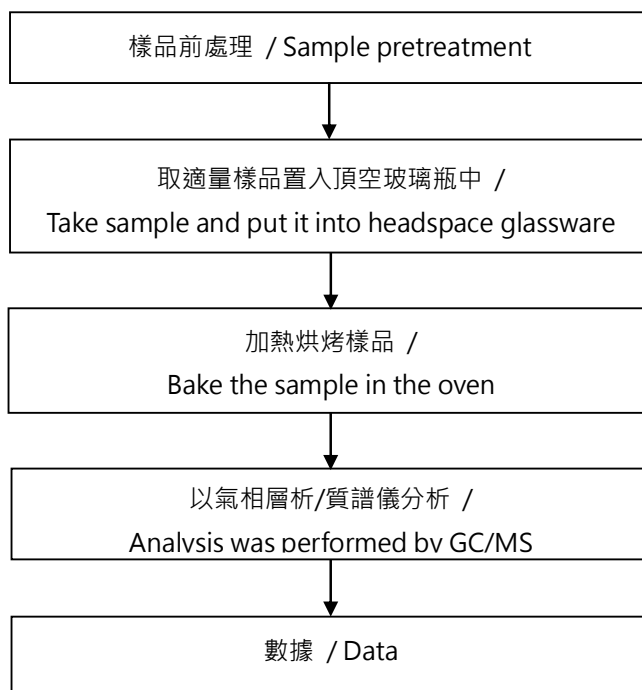 樣品前處理 / Sample pretreatment
取適量樣品置入頂空玻璃瓶中 /
Take sample and put it into headspace glassware
加熱烘烤樣品 /
Bake the sample in the oven
以氣相層析/質譜儀分析 /
Analysis was performed by GC/MS
數據 / Data